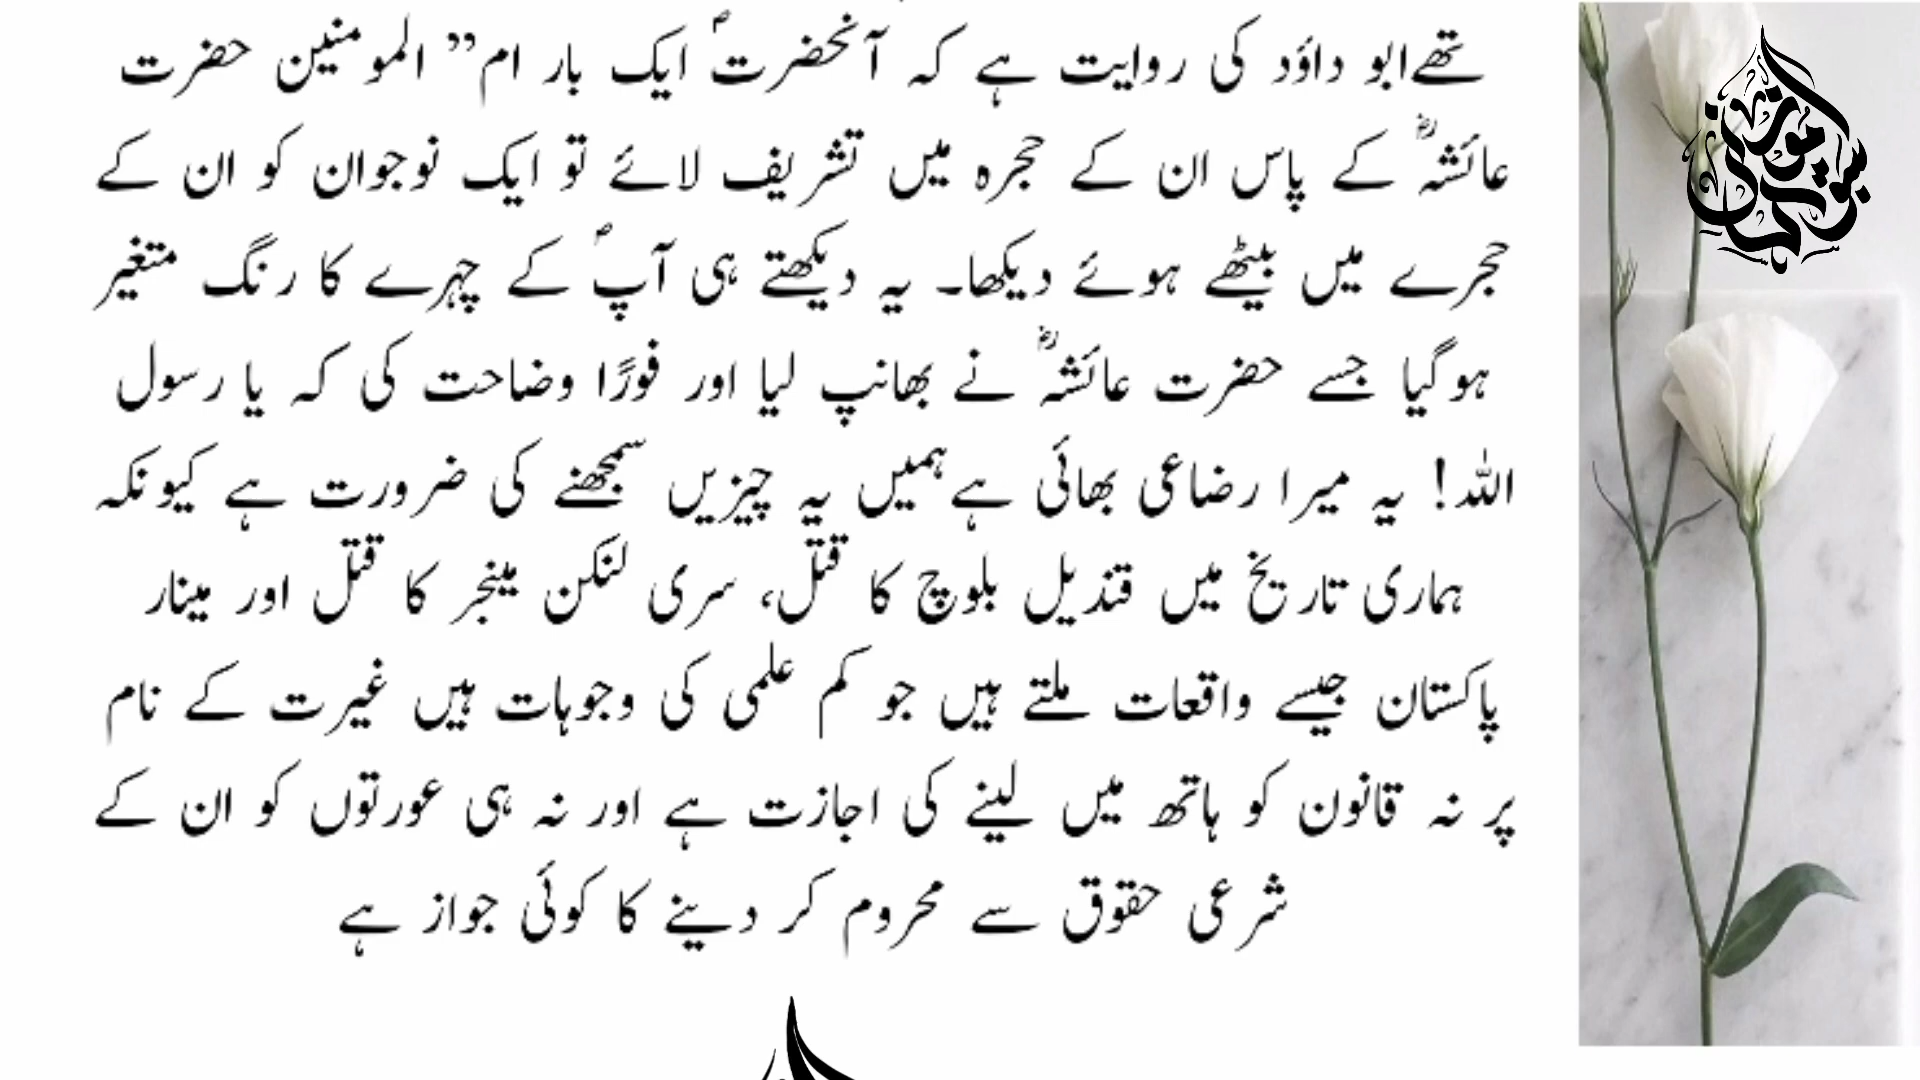 تھےابو داؤد کی روایت ہے کہ آنحضرتؐ ایک بار ام” المومنین حضرت
عائشہؓ کے پاس ان کے حجرہ میں تشریف لائے تو ایک نوجوان کو ان کے
حجرے میں بیٹھے ہوئے دیکھا۔ یہ دیکھتے ہی آپؐ کے چہرے کا رنگ متغیر
ہوگیا جسے حضرت عائشہؓ نے بھانپ لیا اور فورًا وضاحت کی کہ یا رسول
اللہ! یہ میرا رضاعی بھائی ہےہمیں یہ چیزیں سمجھنے کی ضرورت ہے کیونکہ
ہماری تاریخ میں قندیل بلوچ کا قتل، سری لنکن مینجر کا قتل اور مینار
پاکستان جیسے واقعات ملتے ہیں جو کم علمی کی وجوہات ہیں غیرت کے نام
پر نہ قانون کو ہاتھ میں لینے کی اجازت ہے اور نہ ہی عورتوں کو ان کے
شرعی حقوق سے محروم کر دینے کا کوئی جواز ہے